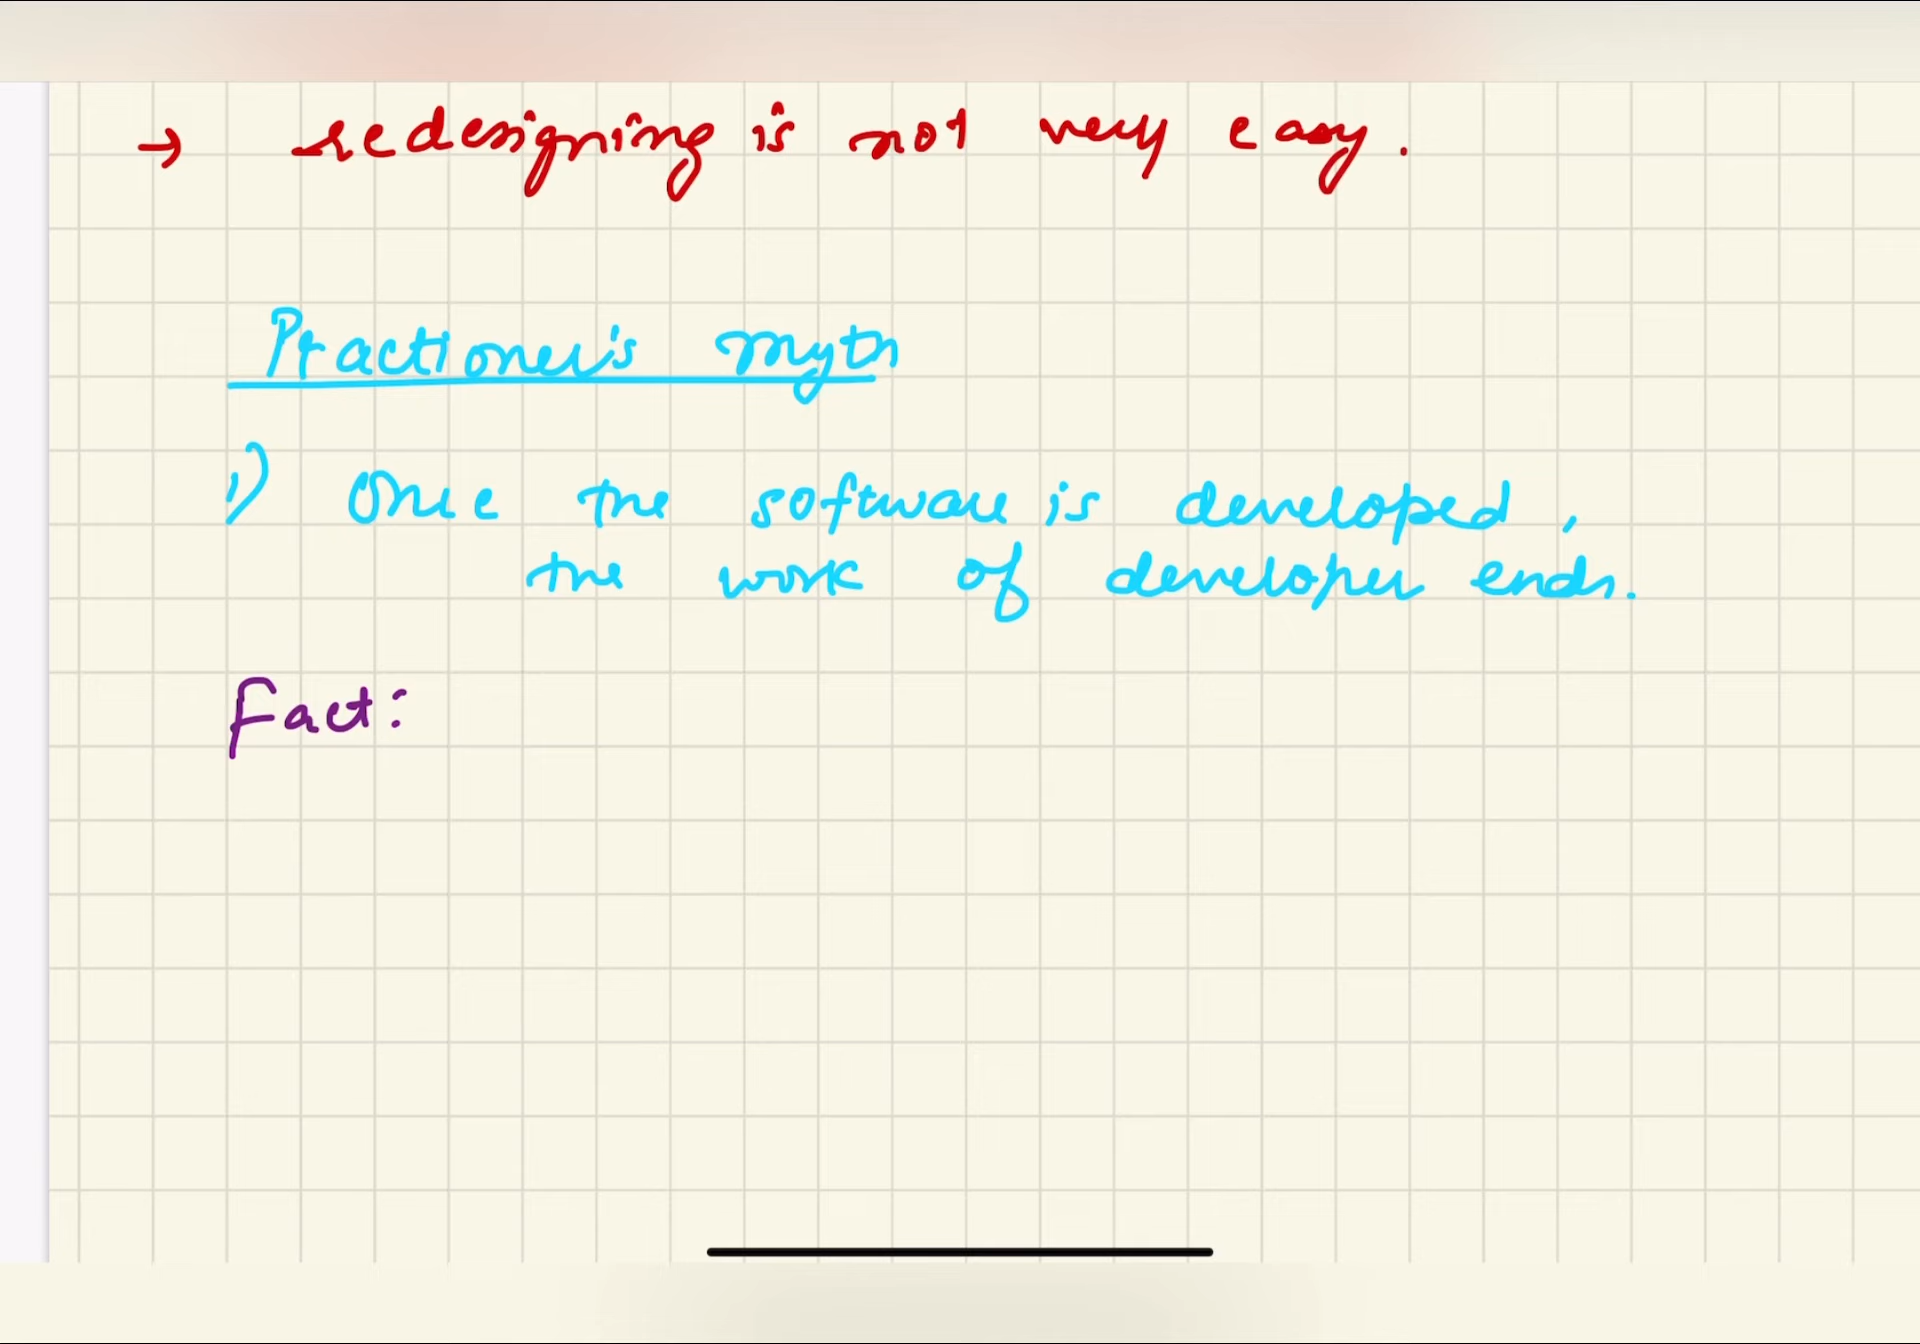 → redesigning is not very easy.
Practioner's myth
1) Once the software is developed,
the work of developer ends.
Fact: